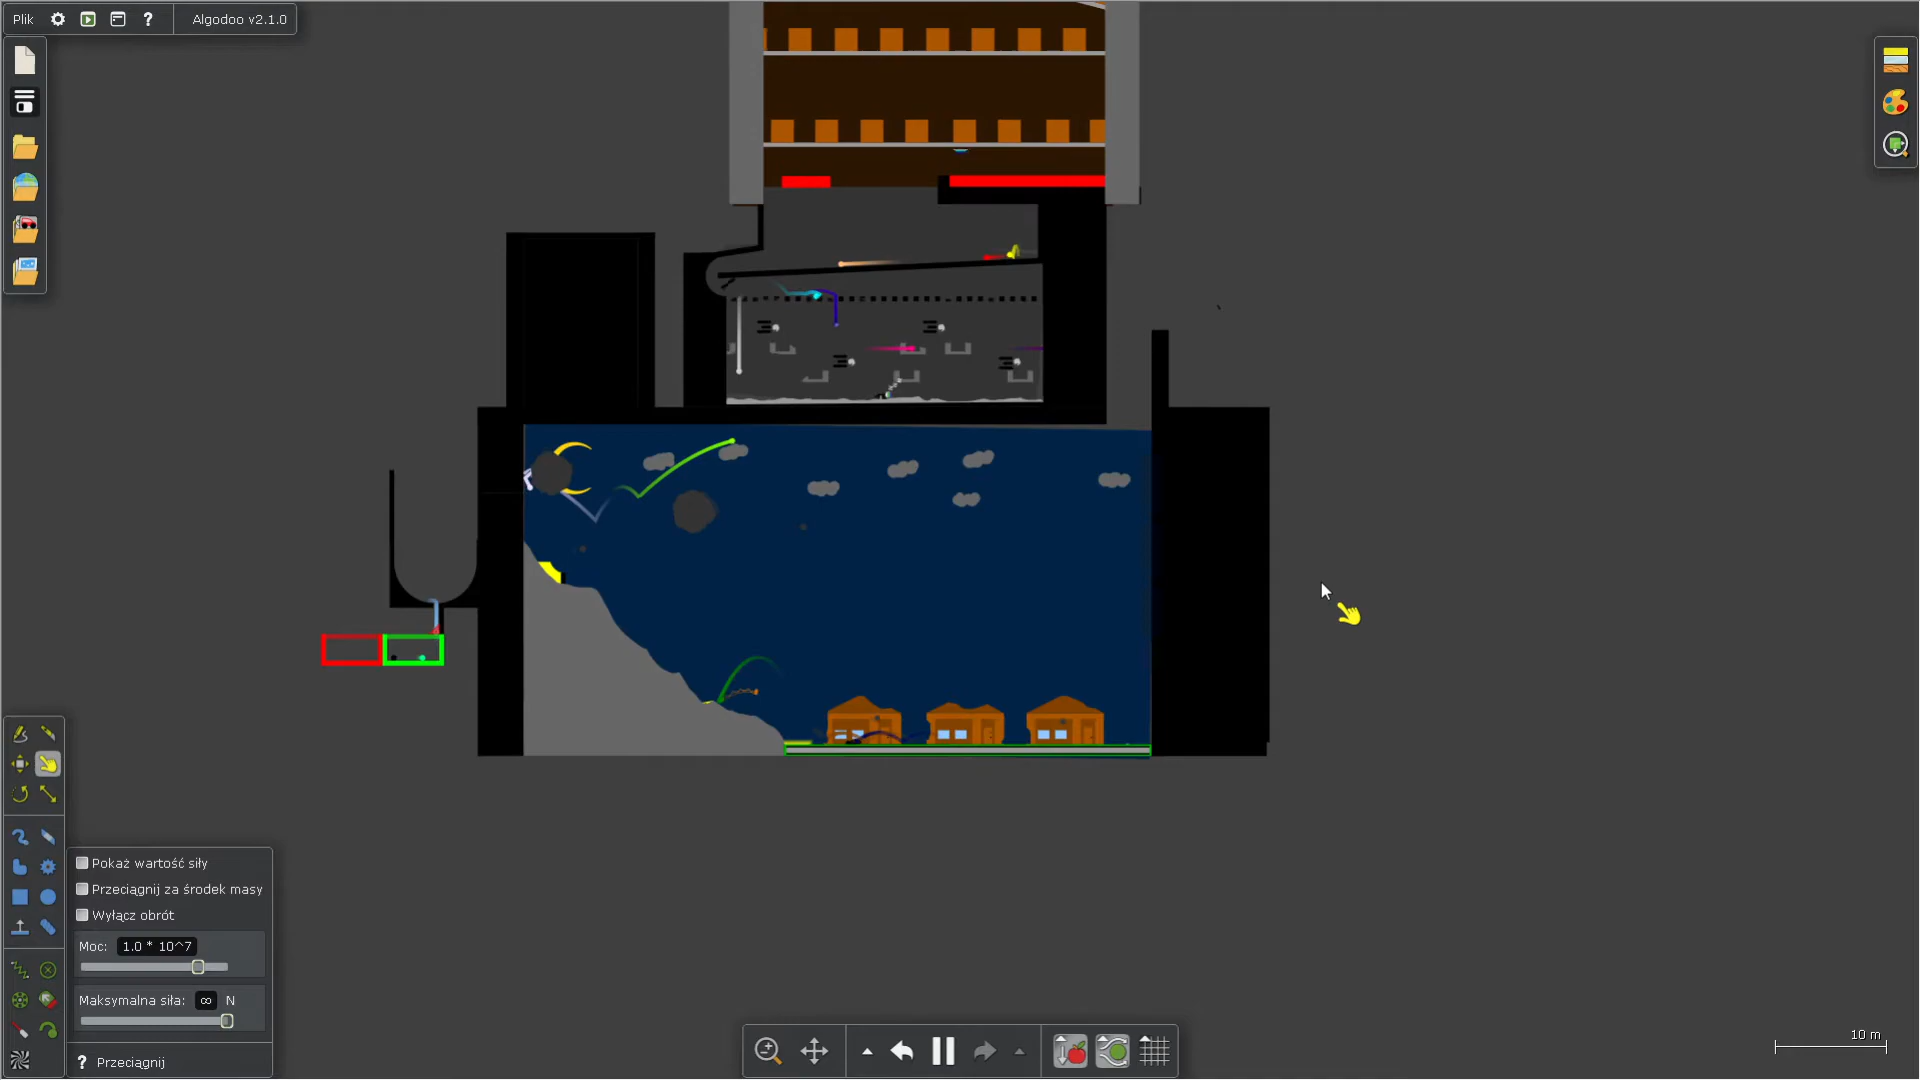 Plik ? Algodoo v2.1.0
Pokaż wartość siły
Przeciągnij za środek masy
Wyłącz obrót
Moc: 1.0 * 10^7
Maksymalna siła: ∞ N
? Przeciągnij
10 m